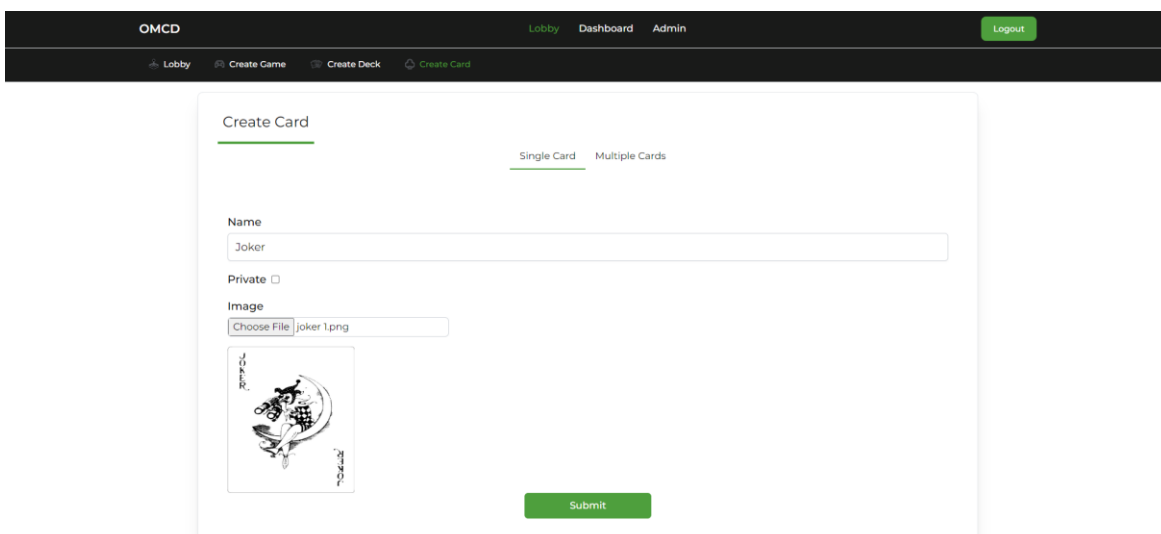 OMCD Lobby Dashboard Admin Logout
Lobby Create Game Create Deck Create Card
Create Card
Single Card Multiple Cards
Name
Joker
Private
Image
Choose File joker 1.png
JOKER
JOKER
Submit